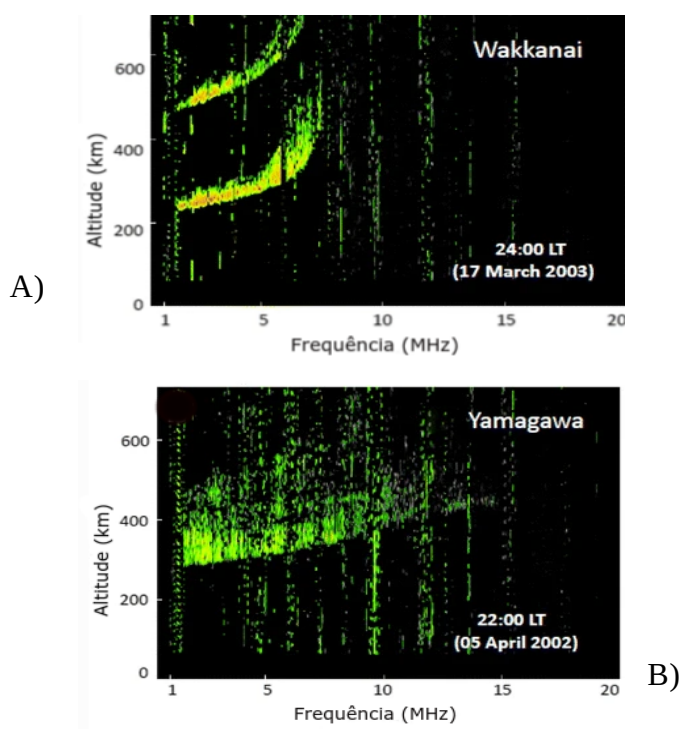 Wakkanai
600
400
200
0
Altitude (km)
24:00 LT
(17 March 2003)
1 5 10 15 20
Frequência (MHz)
A)
Yamagawa
600
400
200
0
Altitude (km)
22:00 LT
(05 April 2002)
1 5 10 15 20
Frequência (MHz)
B)